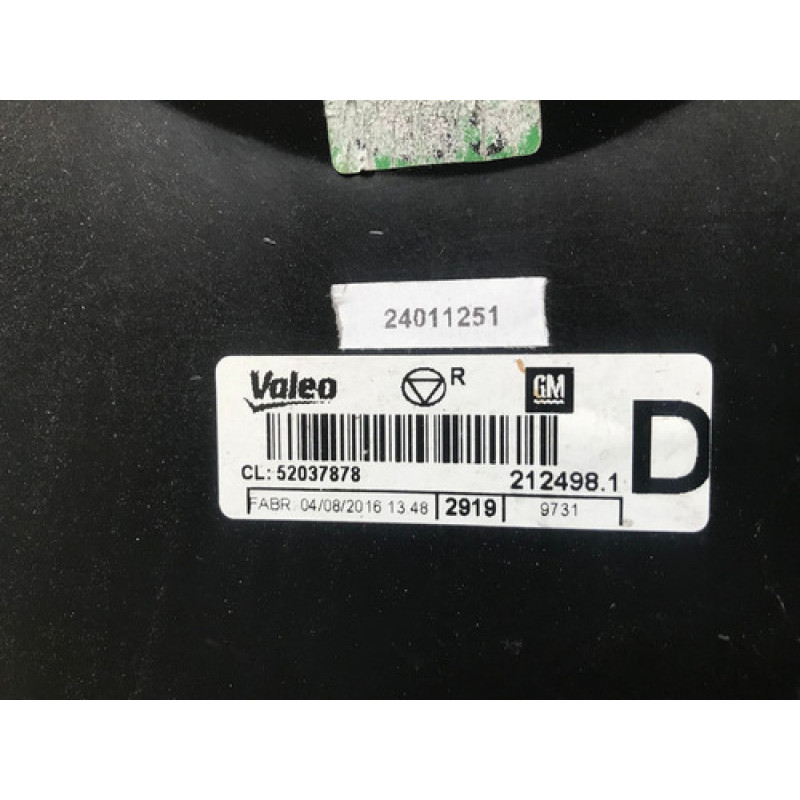 24011251
Valeo R GM D
CL: 52037878 212498.1
FABR. 04/08/2016 13:48 2919 9731